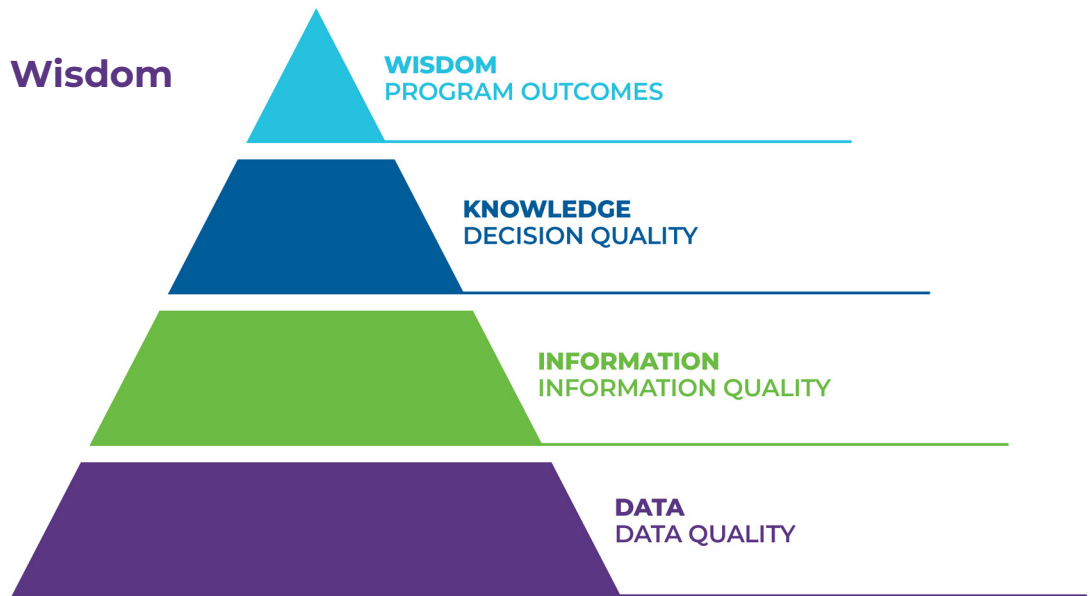 Wisdom
WISDOM
PROGRAM OUTCOMES
KNOWLEDGE
DECISION QUALITY
INFORMATION
INFORMATION QUALITY
DATA
DATA QUALITY